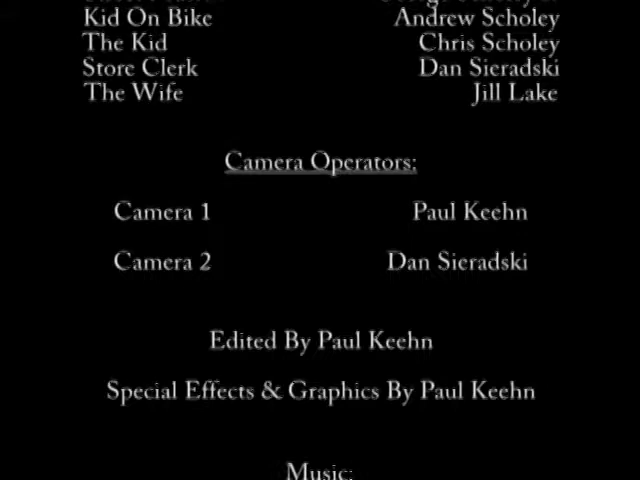 Kid On Bike Andrew Scholey
The Kid Chris Scholey
Store Clerk Dan Sieradski
The Wife Jill Lake
Camera Operators:
Camera 1 Paul Keehn
Camera 2 Dan Sieradski
Edited By Paul Keehn
Special Effects & Graphics By Paul Keehn
Music: